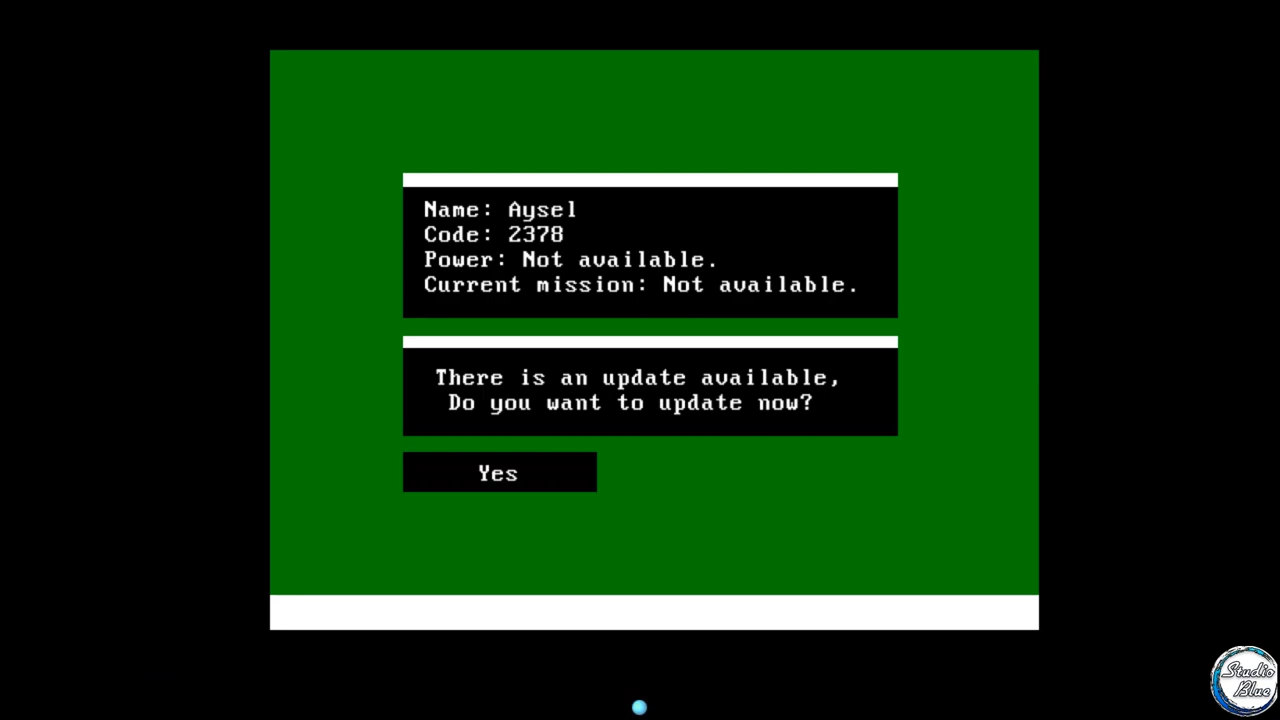 Name: Aysel
Code: 2378
Power: Not available.
Current mission: Not available.
There is an update available,
Do you want to update now?
Yes
Studio
Blue